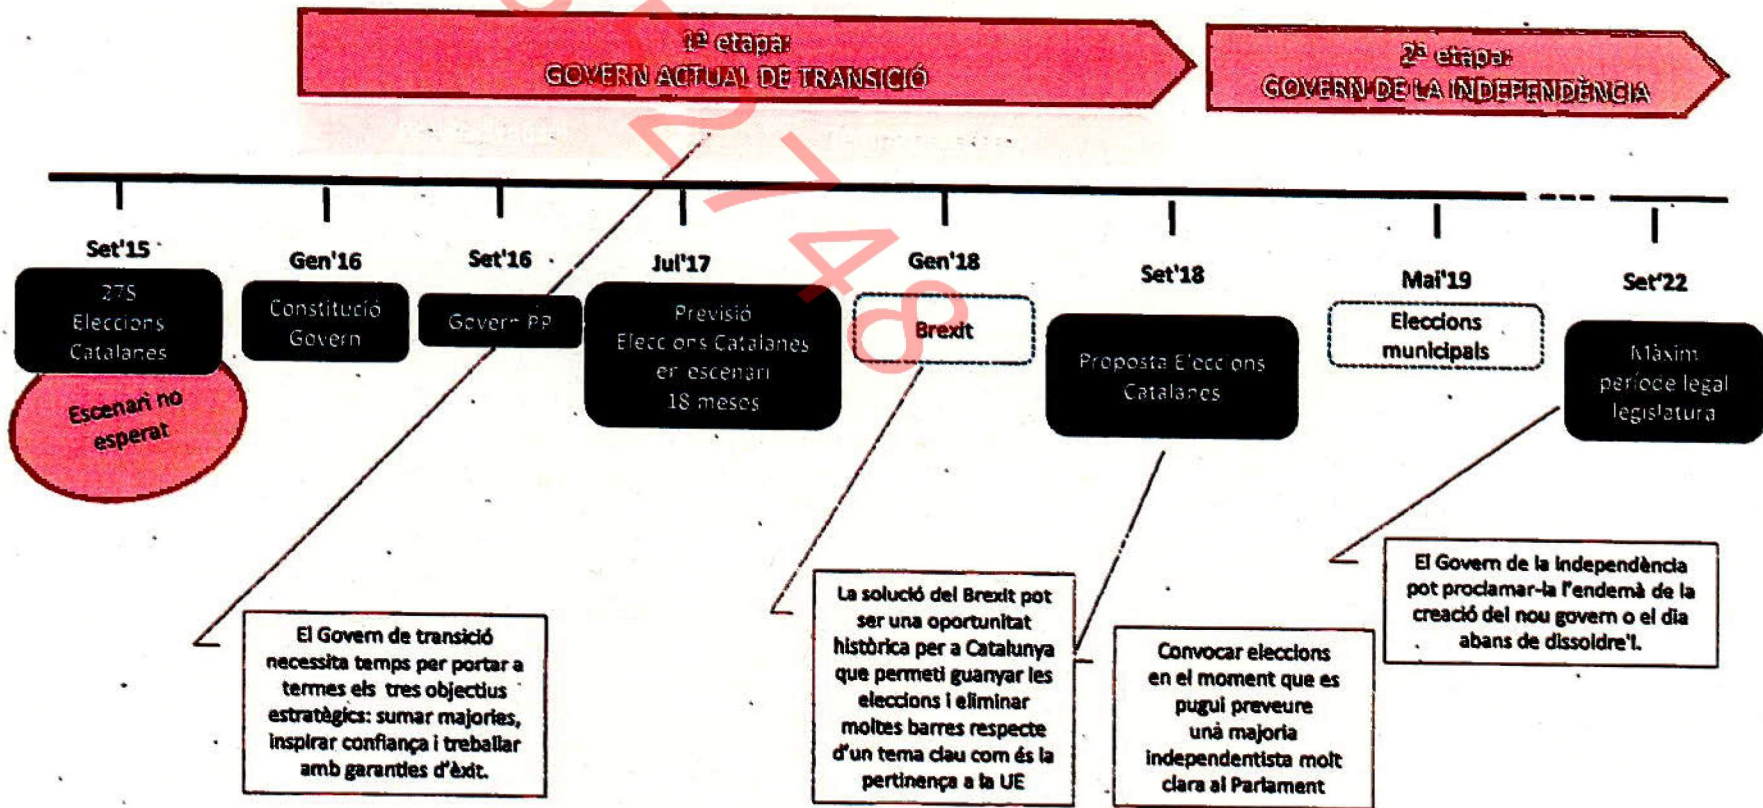 1ª etapa:
GOVERN ACTUAL DE TRANSICIÓ
2ª etapa:
GOVERN DE LA INDEPENDÈNCIA
2748
Set'15
27S
Eleccions
Catalanes
Escenari no
esperat
Gen'16
Constitució
Govern
Set'16
Govern PP
Jul'17
Previsió
Eleccions Catalanes
en escenari
18 mesos
Gen'18
Brexit
Set'18
Proposta Eleccions
Catalanes
Mai'19
Eleccions
municipals
Set'22
Màxim
període legal
legislatura
El Govern de transició
necessita temps per portar a
termes els tres objectius
estratègics: sumar majories,
inspirar confiança i treballar
amb garanties d'èxit.
La solució del Brexit pot
ser una oportunitat
històrica per a Catalunya
que permeti guanyar les
eleccions i eliminar
moltes barres respecte
d'un tema clau com és la
pertinença a la UE
Convocar eleccions
en el moment que es
pugui preveure
una majoria
independentista molt
clara al Parlament
El Govern de la Independència
pot proclamar-la l'endemà de la
creació del nou govern o el dia
abans de dissoldre'l.